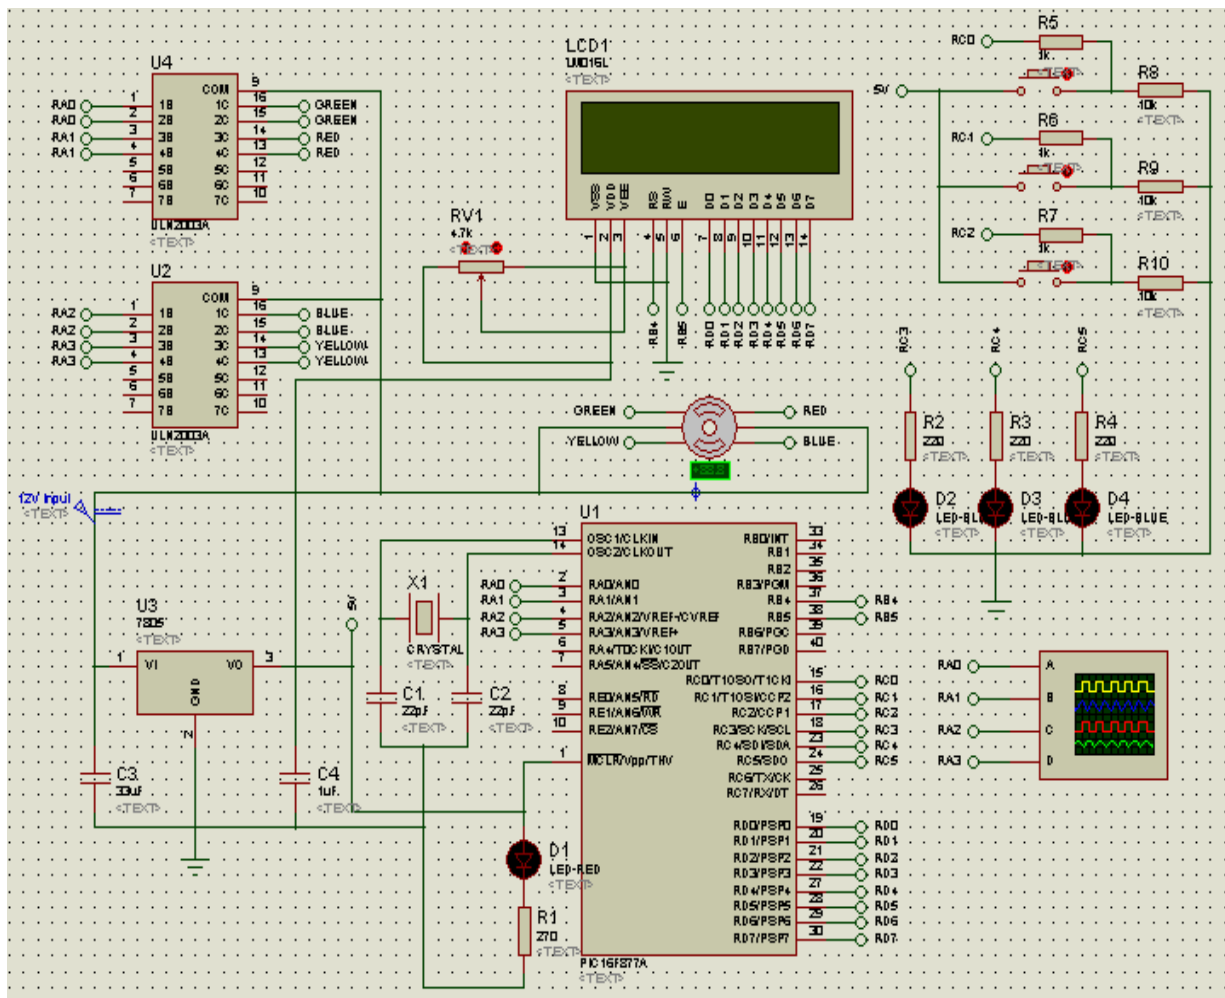 U4
COM 9
RA0 1 1B 1C 16 GREEN
RA0 2 2B 2C 15 GREEN
RA1 3 3B 3C 14 RED
RA1 4 4B 4C 13 RED
5 5B 5C 12
6 6B 6C 11
7 7B 7C 10
ULN2003A
<TEXT>
U2
COM 9
RA2 1 1B 1C 16 BLUE
RA2 2 2B 2C 15 BLUE
RA3 3 3B 3C 14 YELLOW
RA3 4 4B 4C 13 YELLOW
5 5B 5C 12
6 6B 6C 11
7 7B 7C 10
ULN2003A
<TEXT>
LCD1
LM016L
<TEXT>
VSS VDD VEE RS RW E D0 D1 D2 D3 D4 D5 D6 D7
1 2 3 4 5 6 7 8 9 10 11 12 13 14
RB4 RB5 RD0 RD1 RD2 RD3 RD4 RD5 RD6 RD7
RV1
4.7k
<TEXT>
5V
RC0
R5
1k
<TEXT>
R8
10k
<TEXT>
RC1
R6
1k
<TEXT>
R9
10k
<TEXT>
RC2
R7
1k
<TEXT>
R10
10k
<TEXT>
RC3 RC4 RC5
R2
220
<TEXT>
R3
220
<TEXT>
R4
220
<TEXT>
D2
LED-BLU
<TEXT>
D3
LED-BLU
<TEXT>
D4
LED-BLUE
<TEXT>
GREEN RED
YELLOW BLUE
12V Input
<TEXT>
U3
7805
<TEXT>
1 VI VO 3
GND
2
5V
C3
33uF
<TEXT>
C4
1uF
<TEXT>
X1
CRYSTAL
<TEXT>
C1
22pF
<TEXT>
C2
22pF
<TEXT>
D1
LED-RED
<TEXT>
R1
270
<TEXT>
U1
13 OSC1/CLKIN
14 OSC2/CLKOUT
RA0 2 RA0/AN0
RA1 3 RA1/AN1
RA2 4 RA2/AN2/VREF-/CVREF
RA3 5 RA3/AN3/VREF+
6 RA4/T0CKI/C1OUT
7 RA5/AN4/SS/C2OUT
8 RE0/AN5/RD
9 RE1/AN6/WR
10 RE2/AN7/CS
1 MCLR/Vpp/THV
RB0/INT 33
RB1 34
RB2 35
RB3/PGM 36
RB4 37 RB4
RB5 38 RB5
RB6/PGC 39
RB7/PGD 40
RC0/T1OSO/T1CKI 15 RC0
RC1/T1OSI/CCP2 16 RC1
RC2/CCP1 17 RC2
RC3/SCK/SCL 18 RC3
RC4/SDI/SDA 23 RC4
RC5/SDO 24 RC5
RC6/TX/CK 25
RC7/RX/DT 26
RD0/PSP0 19 RD0
RD1/PSP1 20 RD1
RD2/PSP2 21 RD2
RD3/PSP3 22 RD3
RD4/PSP4 27 RD4
RD5/PSP5 28 RD5
RD6/PSP6 29 RD6
RD7/PSP7 30 RD7
PIC16F877A
<TEXT>
RA0 A
RA1 B
RA2 C
RA3 D